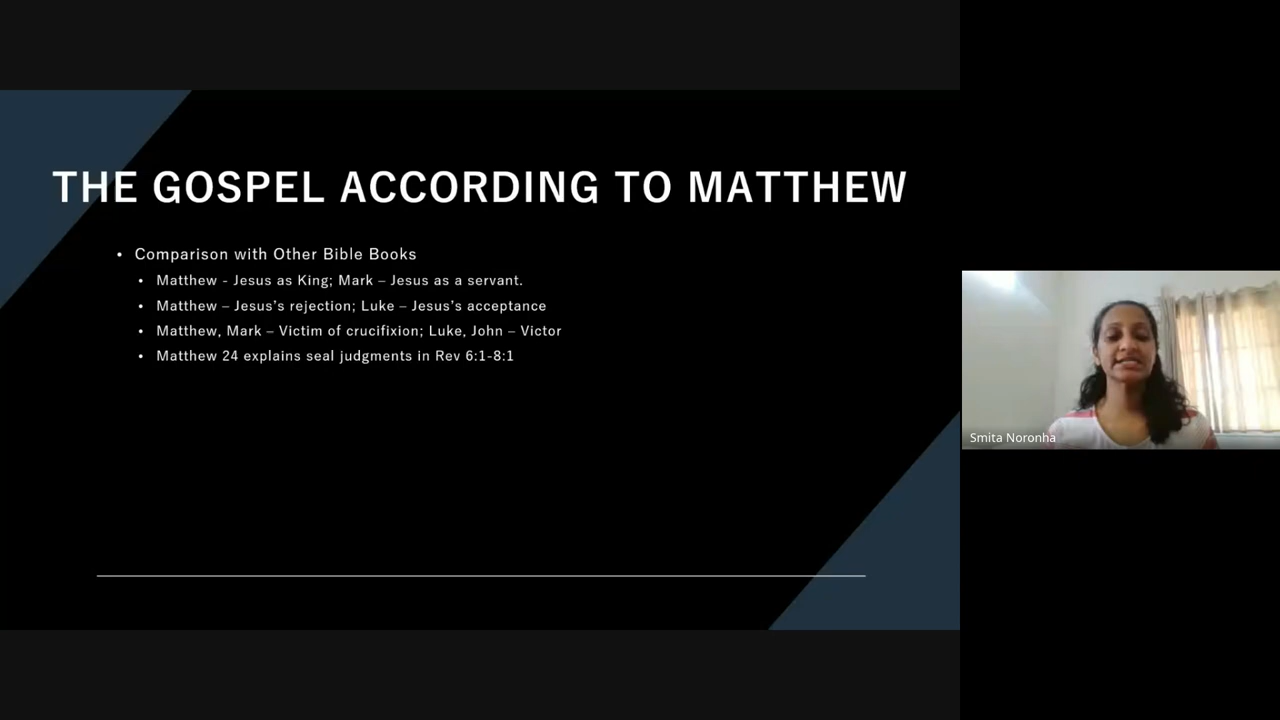 THE GOSPEL ACCORDING TO MATTHEW
• Comparison with Other Bible Books
• Matthew - Jesus as King; Mark – Jesus as a servant.
• Matthew – Jesus’s rejection; Luke – Jesus’s acceptance
• Matthew, Mark – Victim of crucifixion; Luke, John – Victor
• Matthew 24 explains seal judgments in Rev 6:1-8:1
Smita Noronha